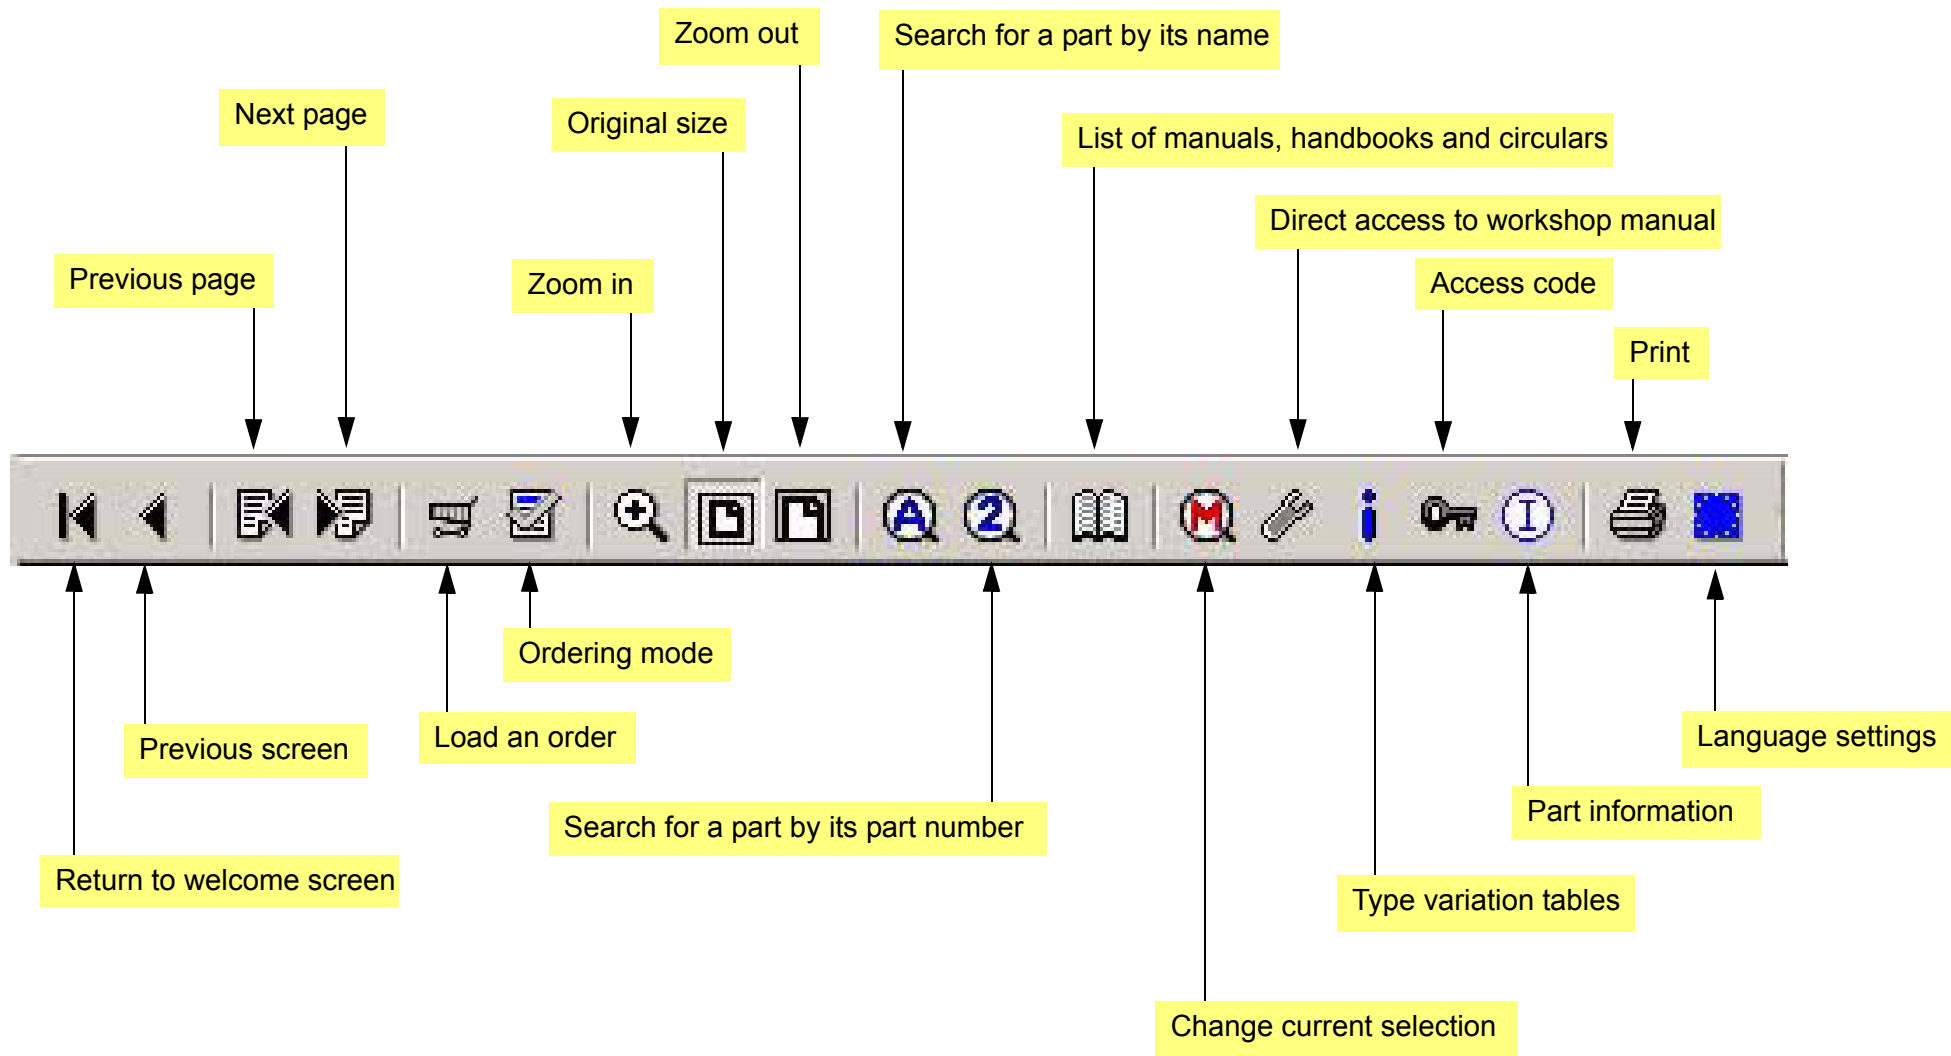 Zoom out
Search for a part by its name
Next page
Original size
List of manuals, handbooks and circulars
Direct access to workshop manual
Previous page
Zoom in
Access code
Print
A
2
M
i
I
Ordering mode
Previous screen
Load an order
Language settings
Search for a part by its part number
Part information
Return to welcome screen
Type variation tables
Change current selection